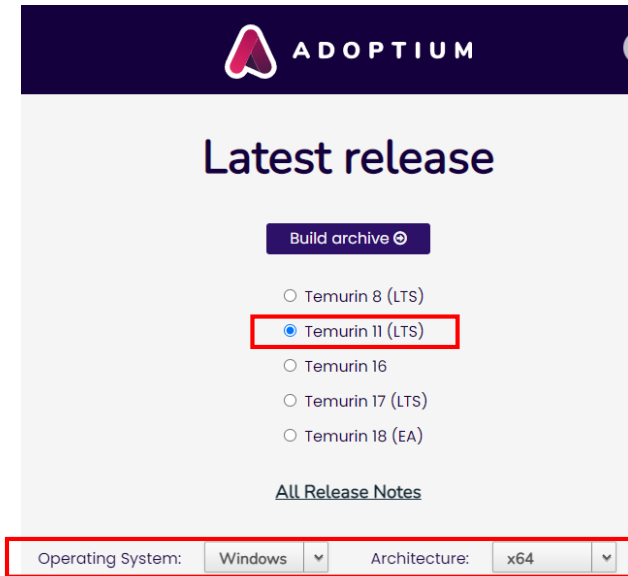 ADOPTIUM
Latest release
Build archive
Temurin 8 (LTS)
Temurin 11 (LTS)
Temurin 16
Temurin 17 (LTS)
Temurin 18 (EA)
All Release Notes
Operating System: Windows Architecture: x64